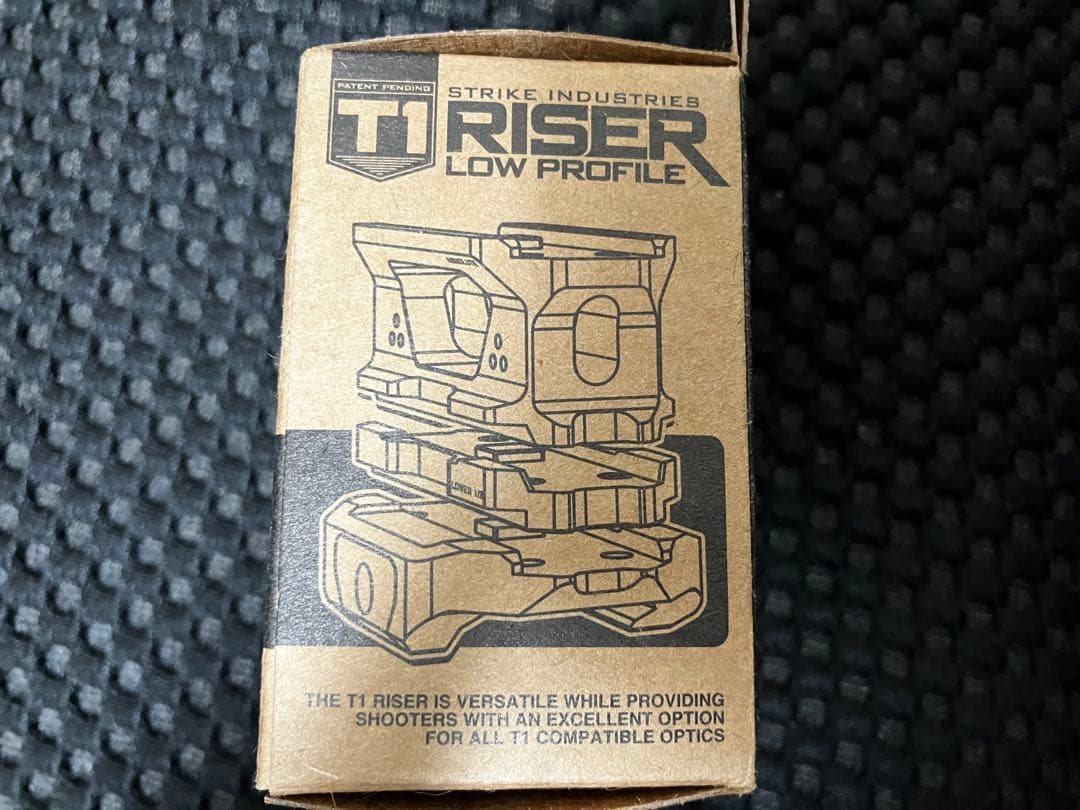 PATENT PENDING
T1
STRIKE INDUSTRIES
RISER
LOW PROFILE
THE T1 RISER IS VERSATILE WHILE PROVIDING
SHOOTERS WITH AN EXCELLENT OPTION
FOR ALL T1 COMPATIBLE OPTICS